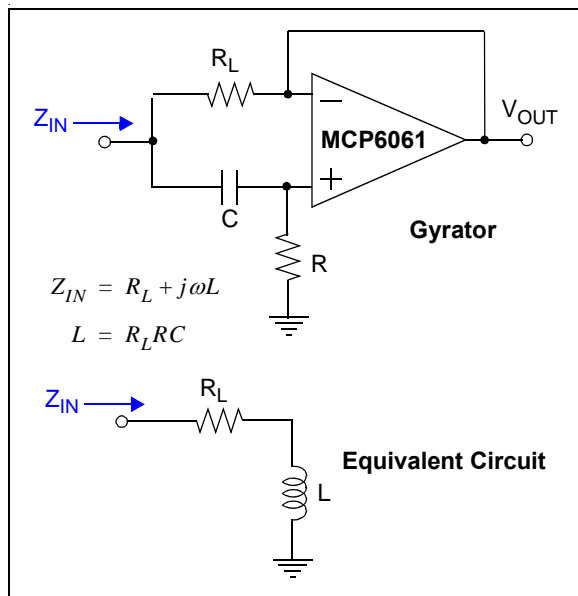 R_L
Z_IN
−
MCP6061
V_OUT
+
C
Gyrator
R
Z_IN = R_L + jωL
L = R_L RC
R_L
Z_IN
Equivalent Circuit
L